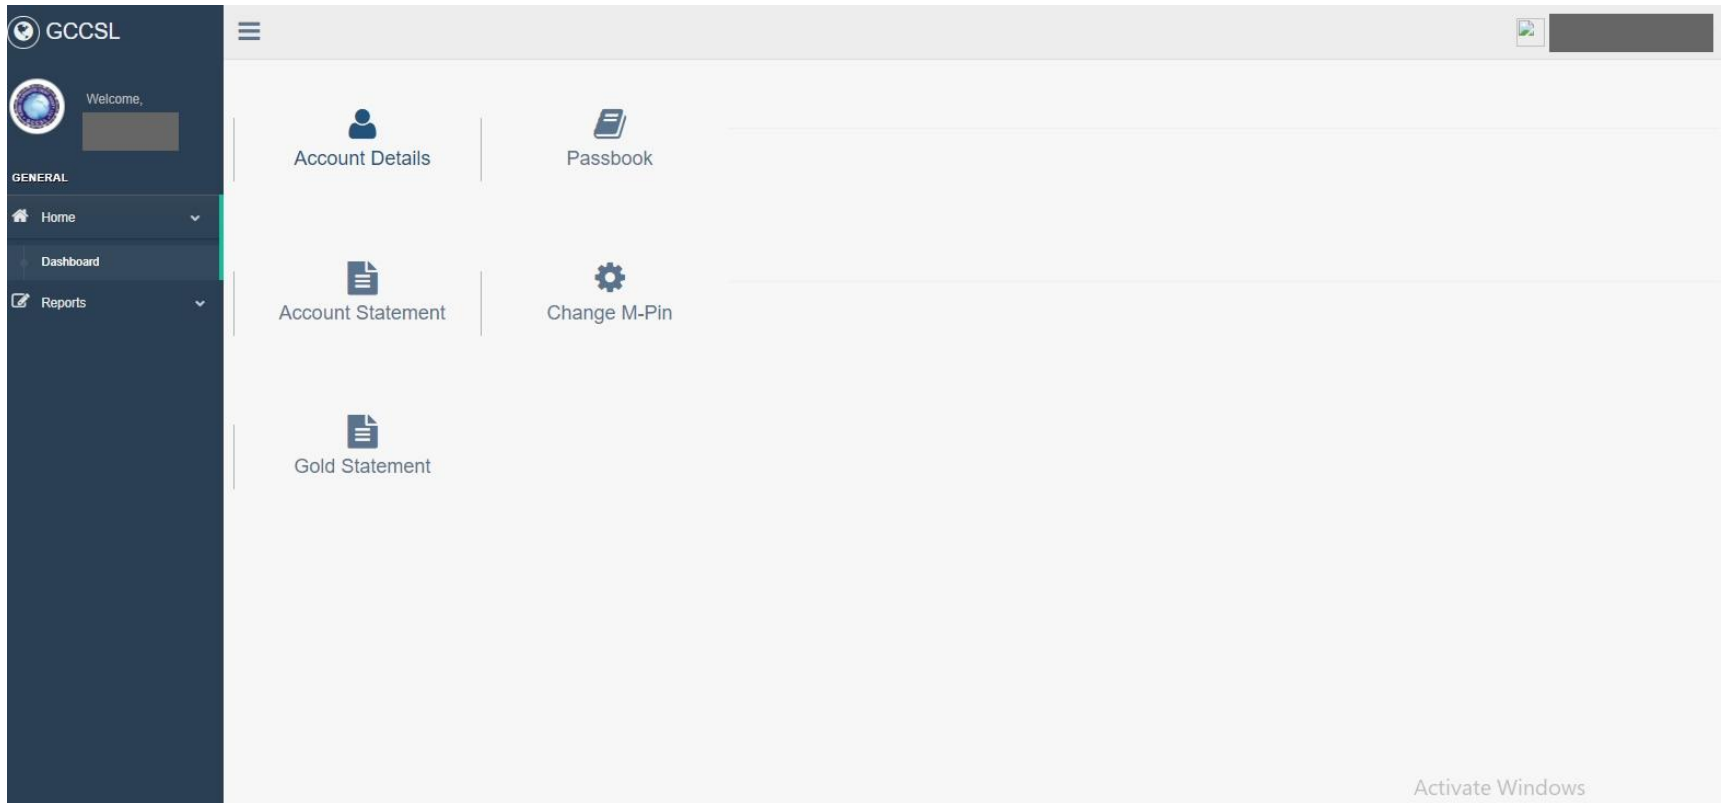 GCCSL
Welcome,
GENERAL
Home
Dashboard
Reports
Account Details
Passbook
Account Statement
Change M-Pin
Gold Statement
Activate Windows